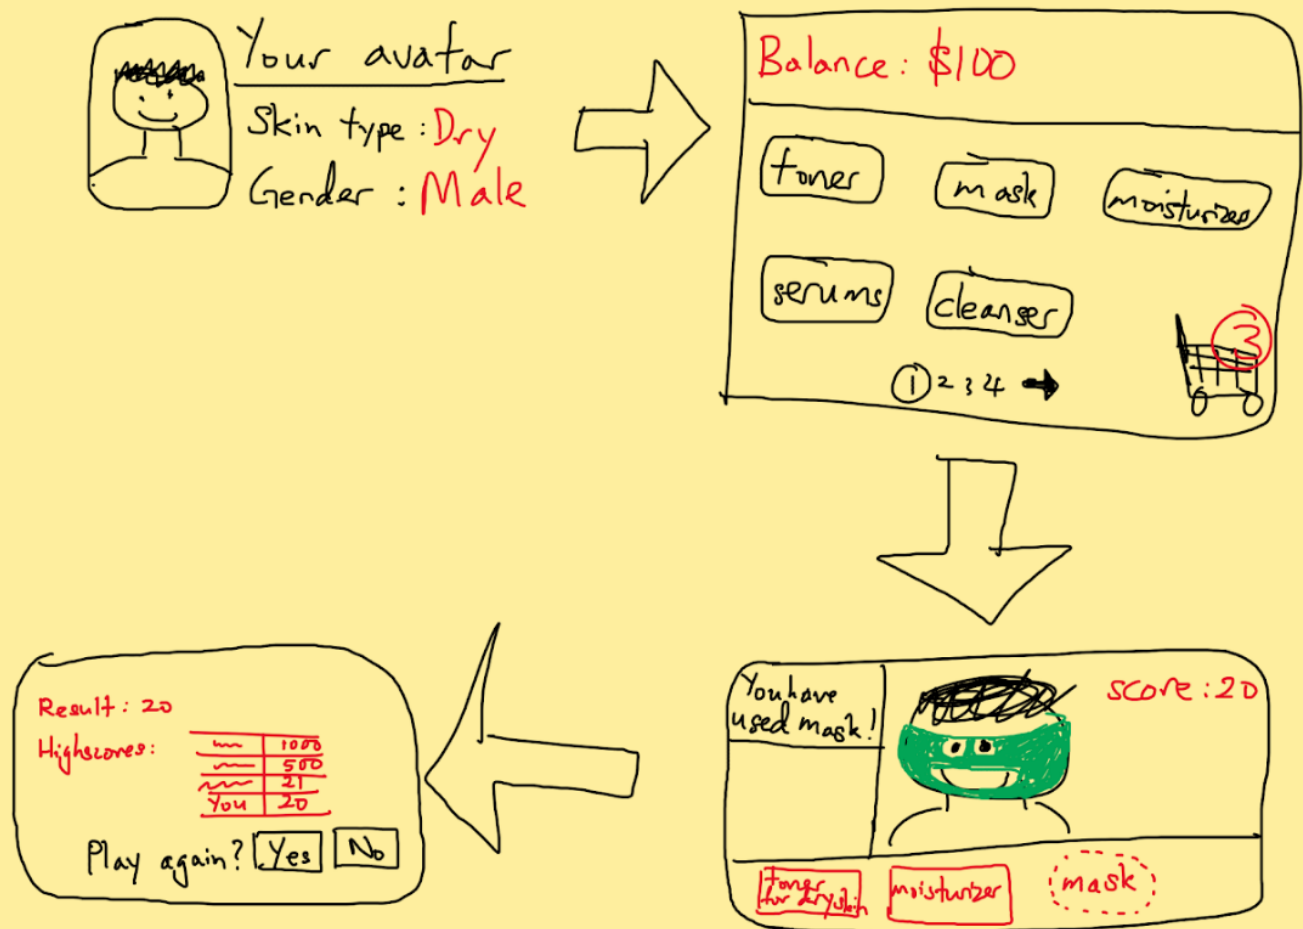 Your avatar
Skin type : Dry
Gender : Male
Balance : $100
toner
mask
moisturizer
serums
cleanser
1 2 3 4
3
You have
used mask!
score : 20
toner
for dry skin
moisturizer
mask
Result : 20
Highscores :
1000
500
21
You 20
Play again? Yes No